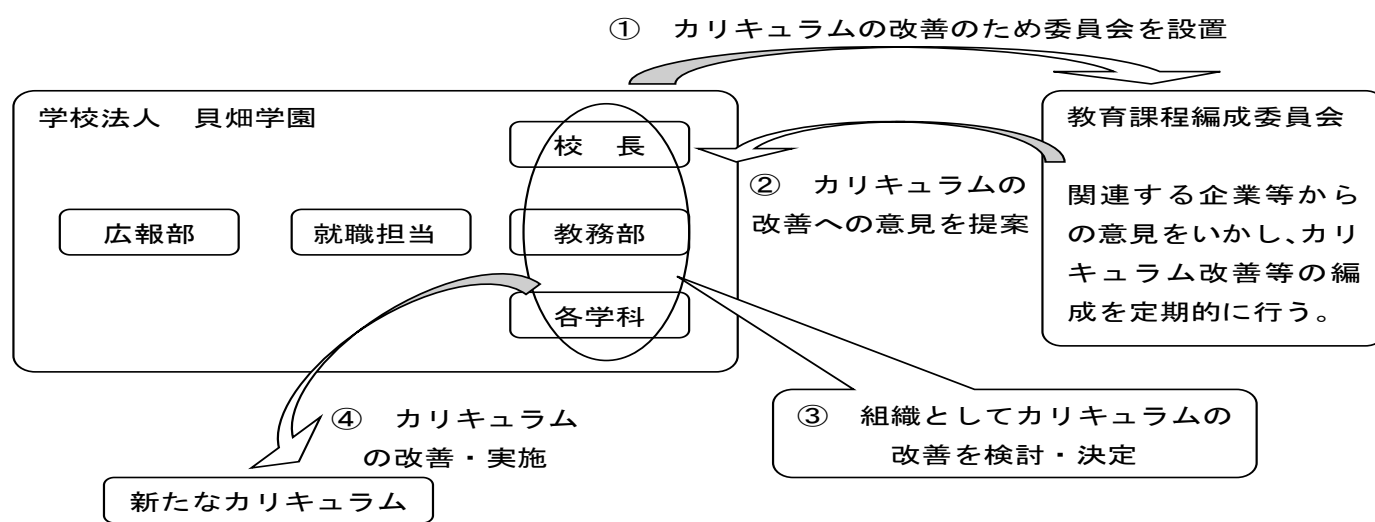 ① カリキュラムの改善のため委員会を設置
学校法人 貝畑学園
校 長
広報部
就職担当
教務部
各学科
② カリキュラムの
改善への意見を提案
教育課程編成委員会
関連する企業等から
の意見をいかし、カリ
キュラム改善等の編
成を定期的に行う。
③ 組織としてカリキュラムの
改善を検討・決定
④ カリキュラム
の改善・実施
新たなカリキュラム